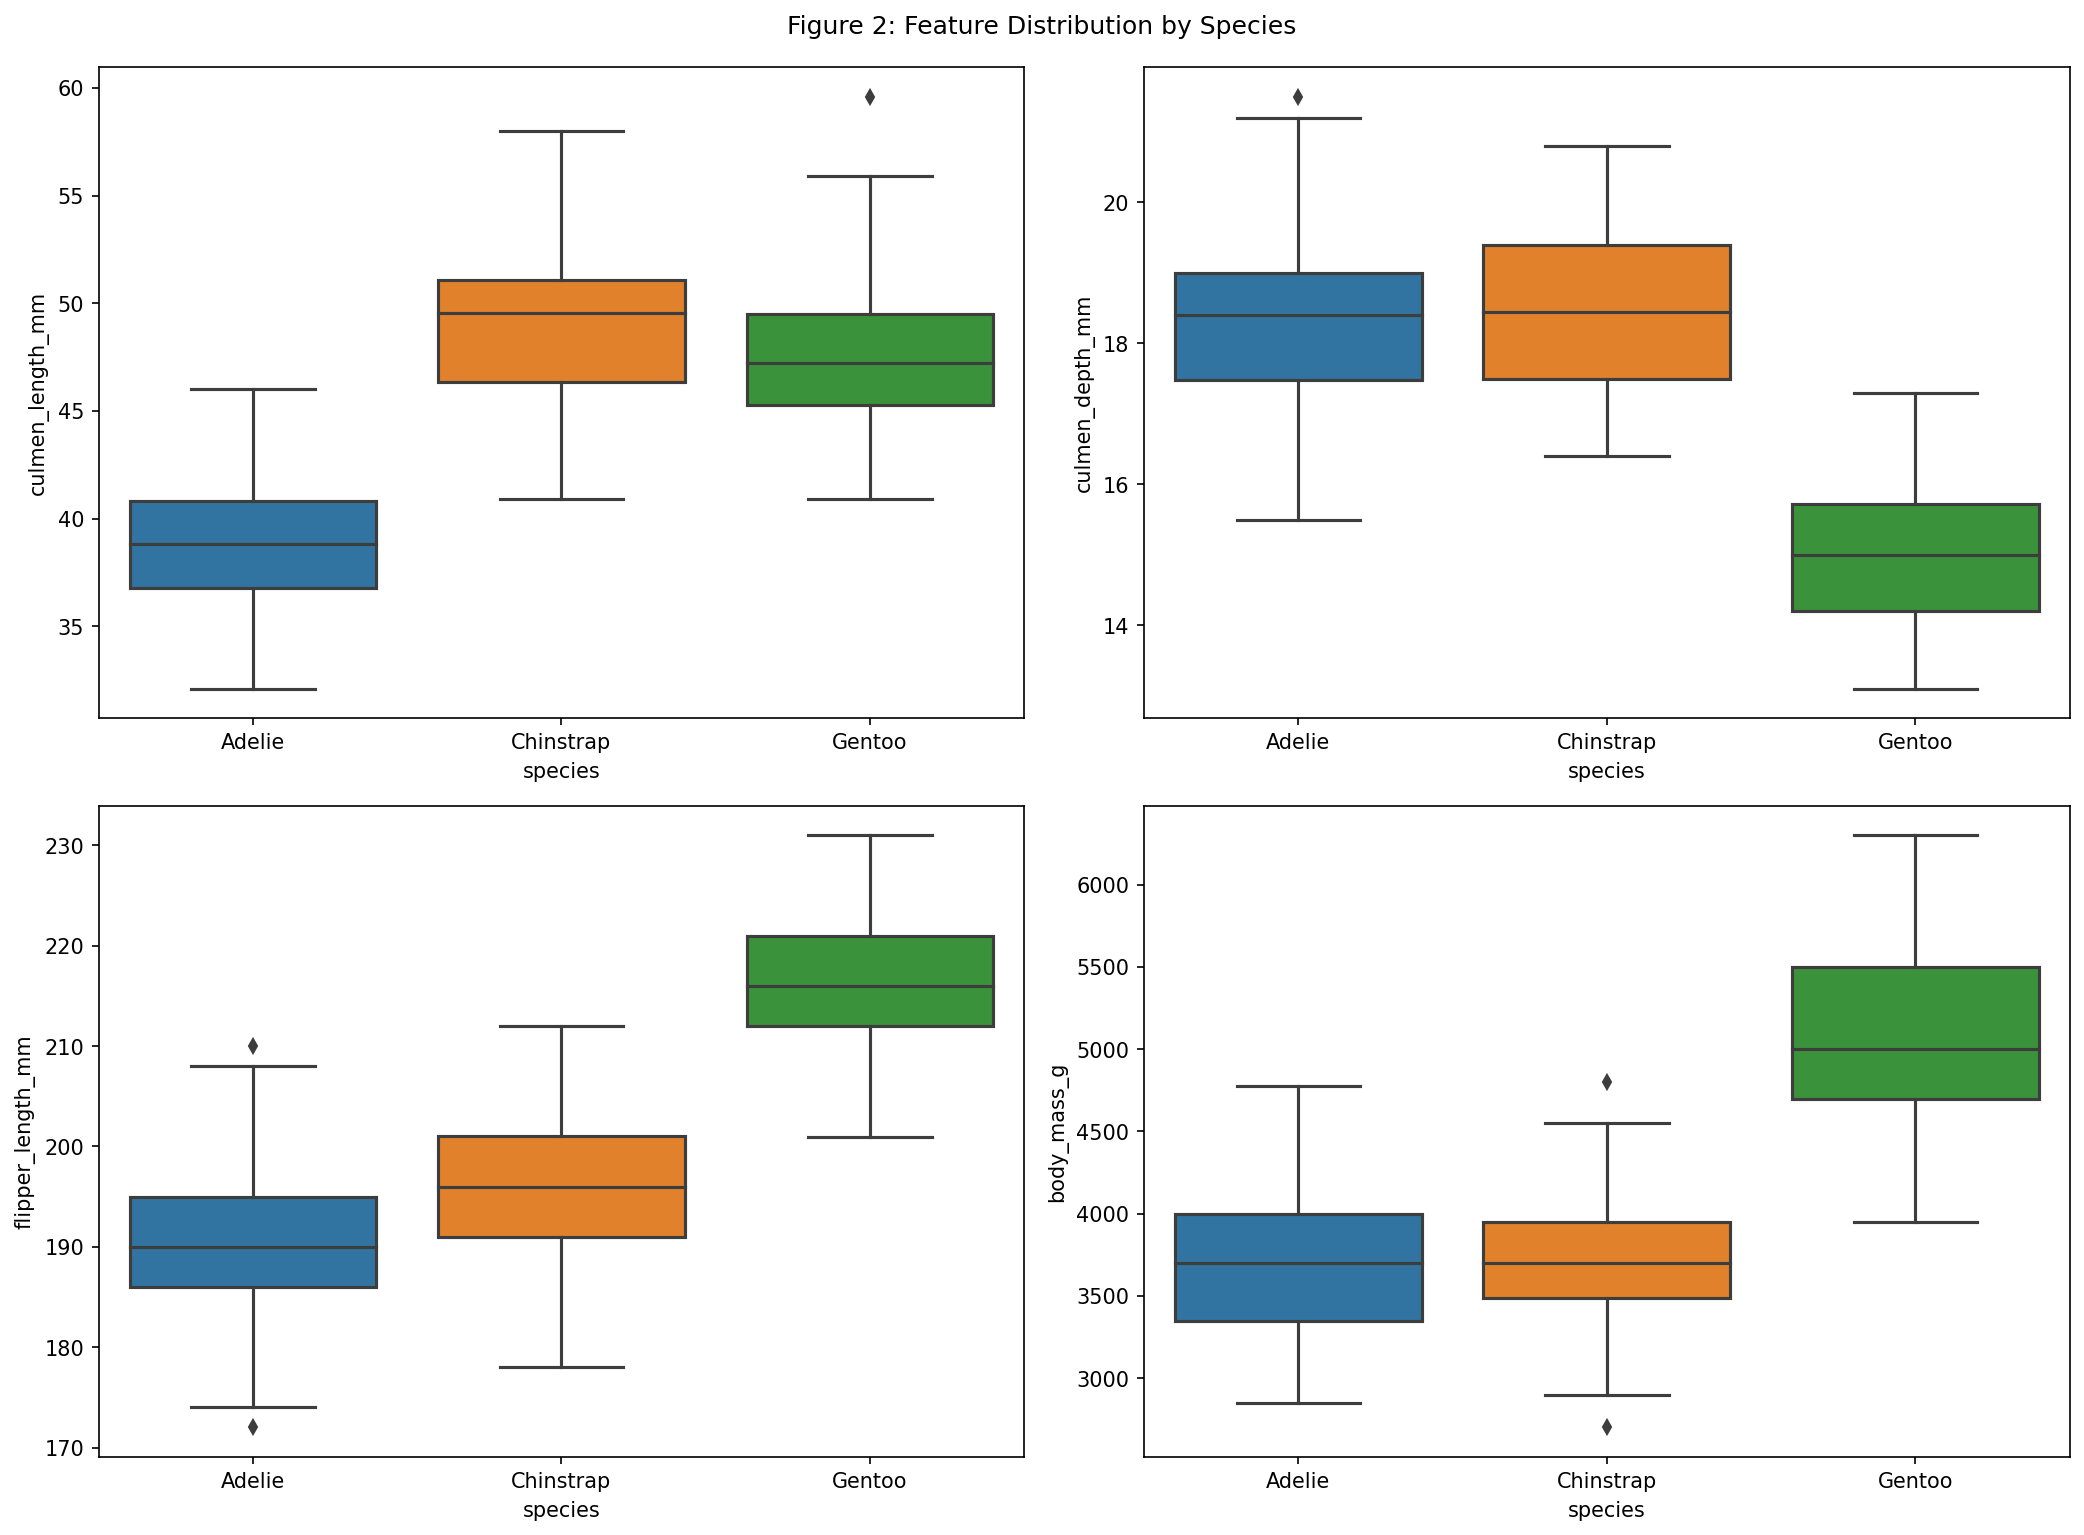 Figure 2: Feature Distribution by Species
culmen_length_mm
60
55
50
45
40
35
Adelie Chinstrap Gentoo
species
culmen_depth_mm
20
18
16
14
Adelie Chinstrap Gentoo
species
flipper_length_mm
230
220
210
200
190
180
170
Adelie Chinstrap Gentoo
species
body_mass_g
6000
5500
5000
4500
4000
3500
3000
Adelie Chinstrap Gentoo
species